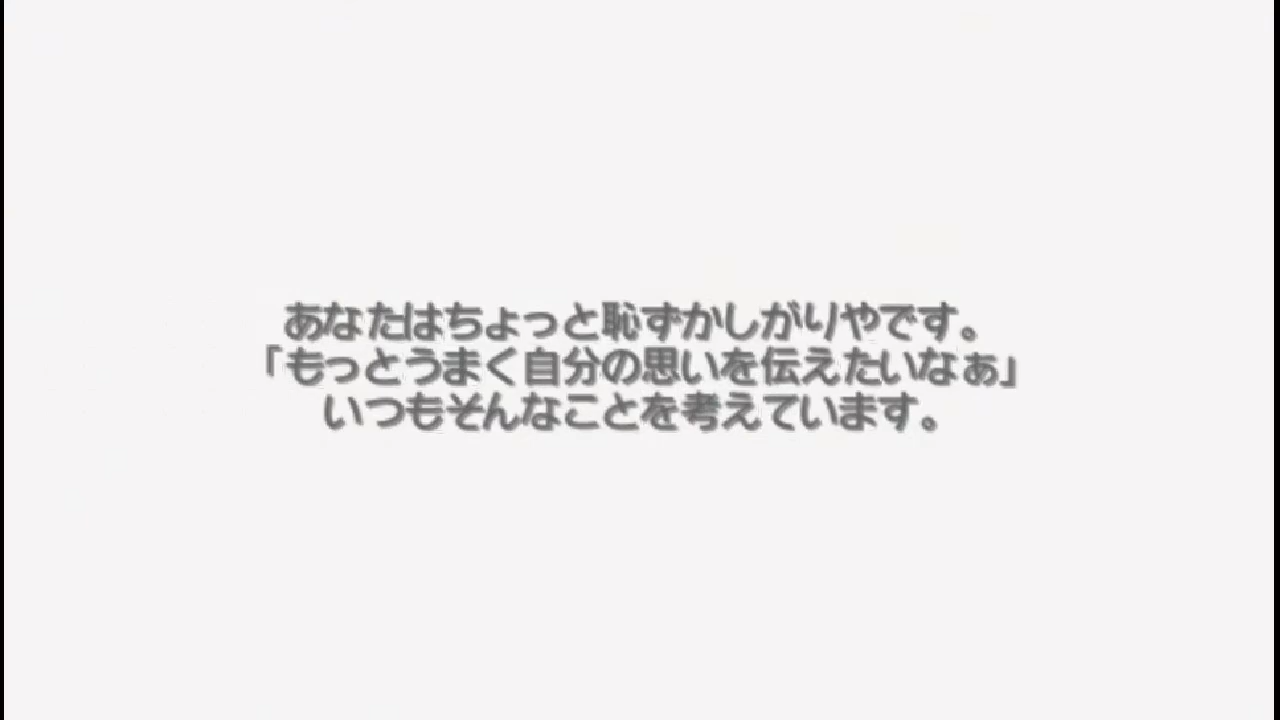 あなたはちょっと恥ずかしがりやです。
「もっとうまく自分の思いを伝えたいなぁ」
いつもそんなことを考えています。